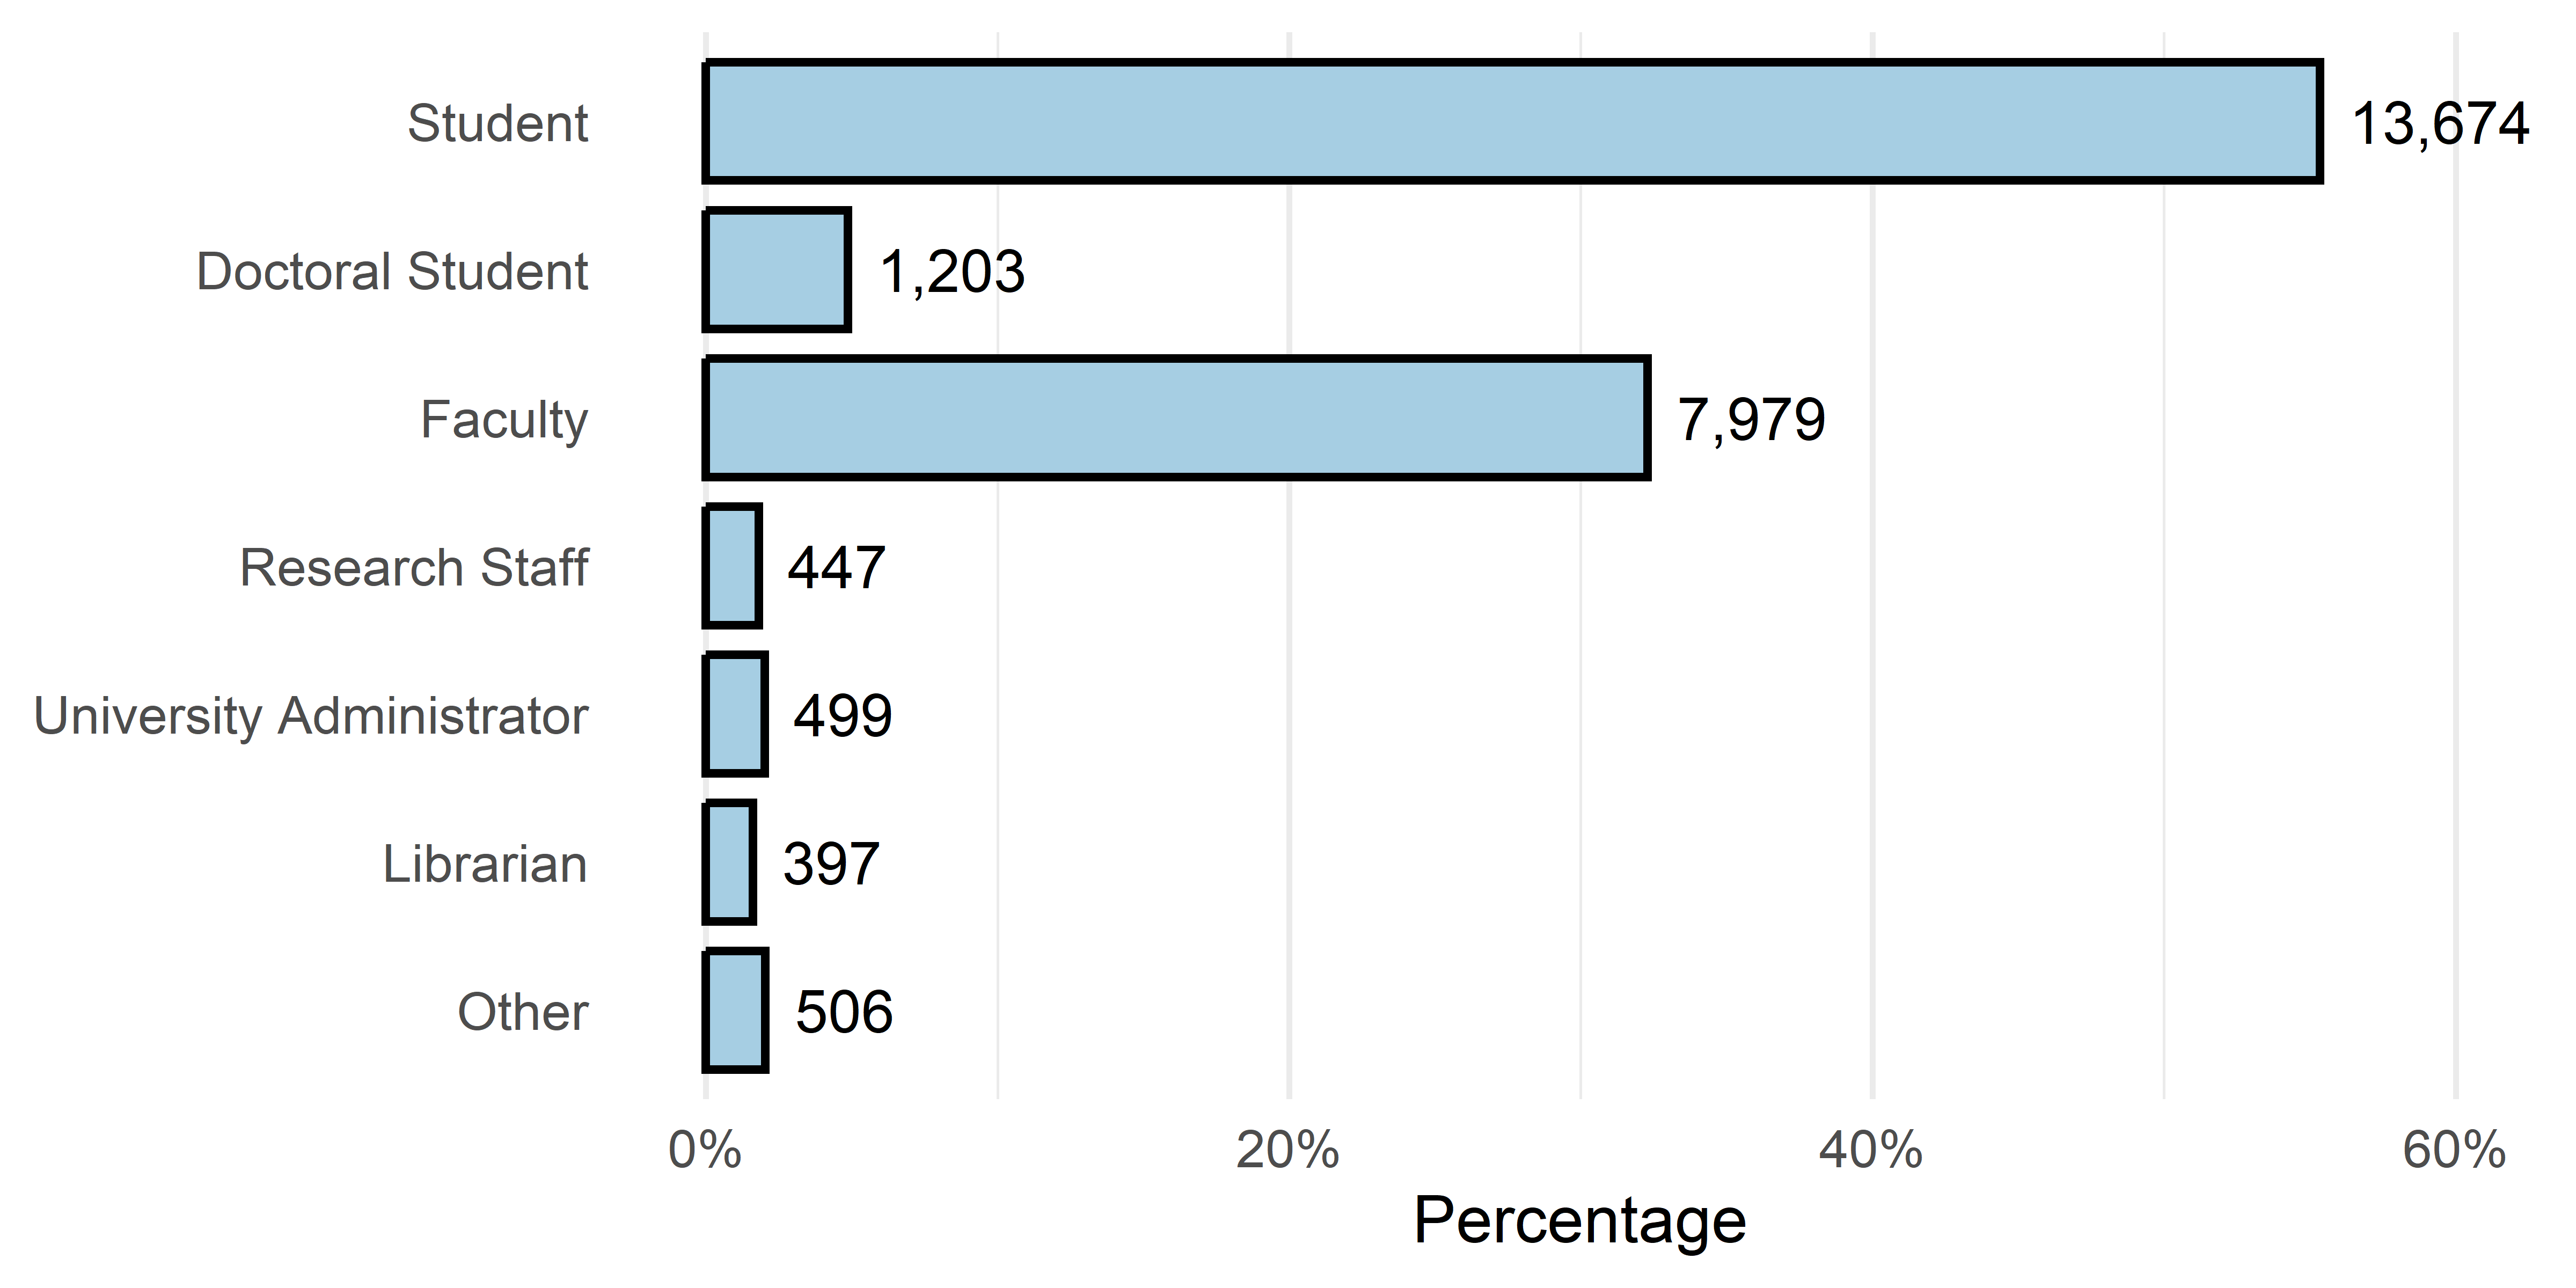 Student 13,674
Doctoral Student 1,203
Faculty 7,979
Research Staff 447
University Administrator 499
Librarian 397
Other 506
0% 20% 40% 60%
Percentage